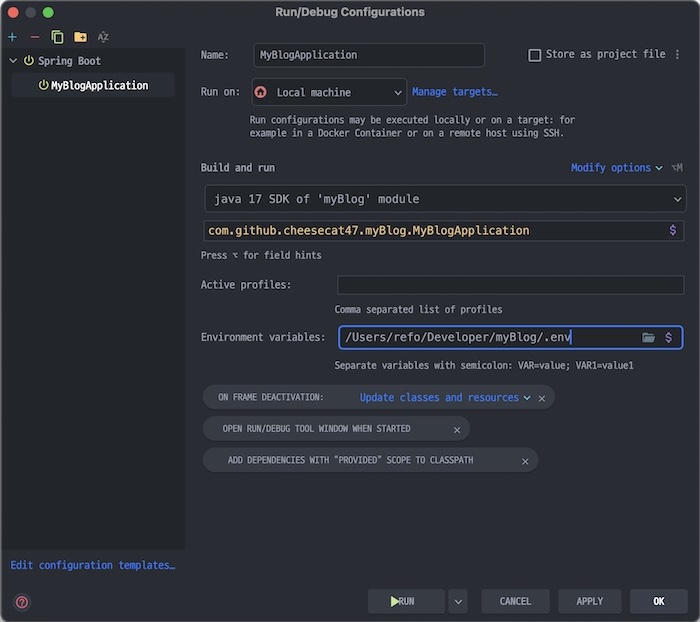 Run/Debug Configurations
Spring Boot
MyBlogApplication
Name: MyBlogApplication
Store as project file
Run on: Local machine Manage targets…
Run configurations may be executed locally or on a target: for
example in a Docker Container or on a remote host using SSH.
Build and run Modify options ⌥M
java 17 SDK of 'myBlog' module
com.github.cheesecat47.myBlog.MyBlogApplication $
Press ⌥ for field hints
Active profiles:
Comma separated list of profiles
Environment variables: /Users/refo/Developer/myBlog/.env $
Separate variables with semicolon: VAR=value; VAR1=value1
ON FRAME DEACTIVATION: Update classes and resources ×
OPEN RUN/DEBUG TOOL WINDOW WHEN STARTED ×
ADD DEPENDENCIES WITH "PROVIDED" SCOPE TO CLASSPATH ×
Edit configuration templates…
? RUN CANCEL APPLY OK